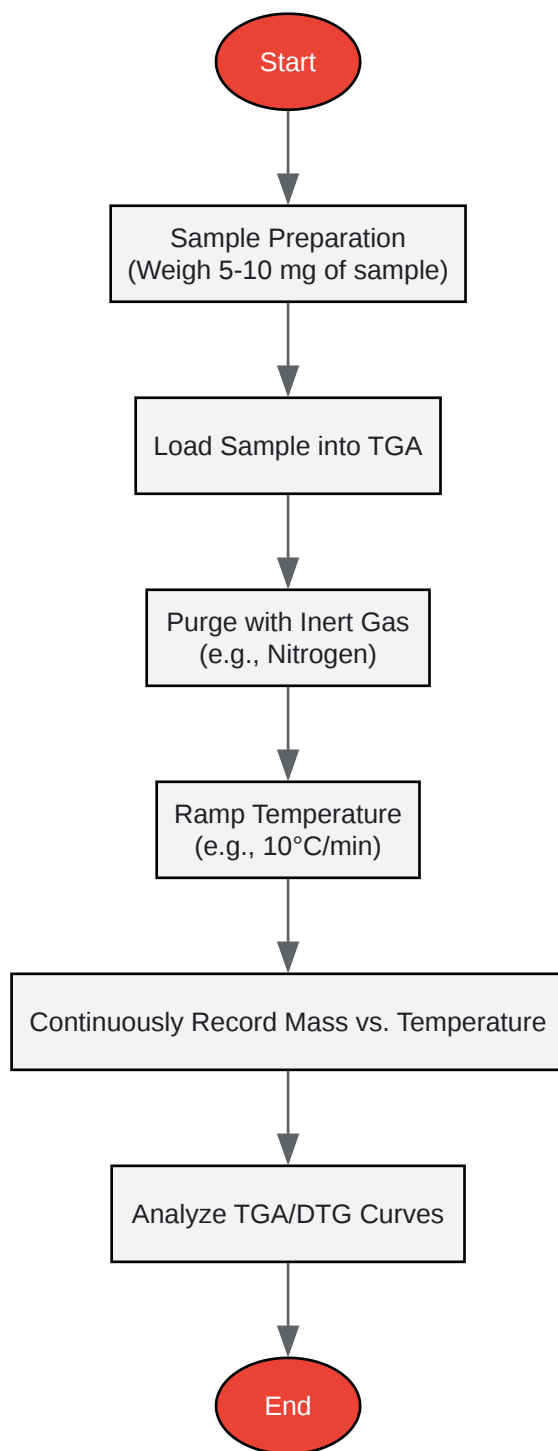 Start
Sample Preparation
(Weigh 5-10 mg of sample)
Load Sample into TGA
Purge with Inert Gas
(e.g., Nitrogen)
Ramp Temperature
(e.g., 10°C/min)
Continuously Record Mass vs. Temperature
Analyze TGA/DTG Curves
End